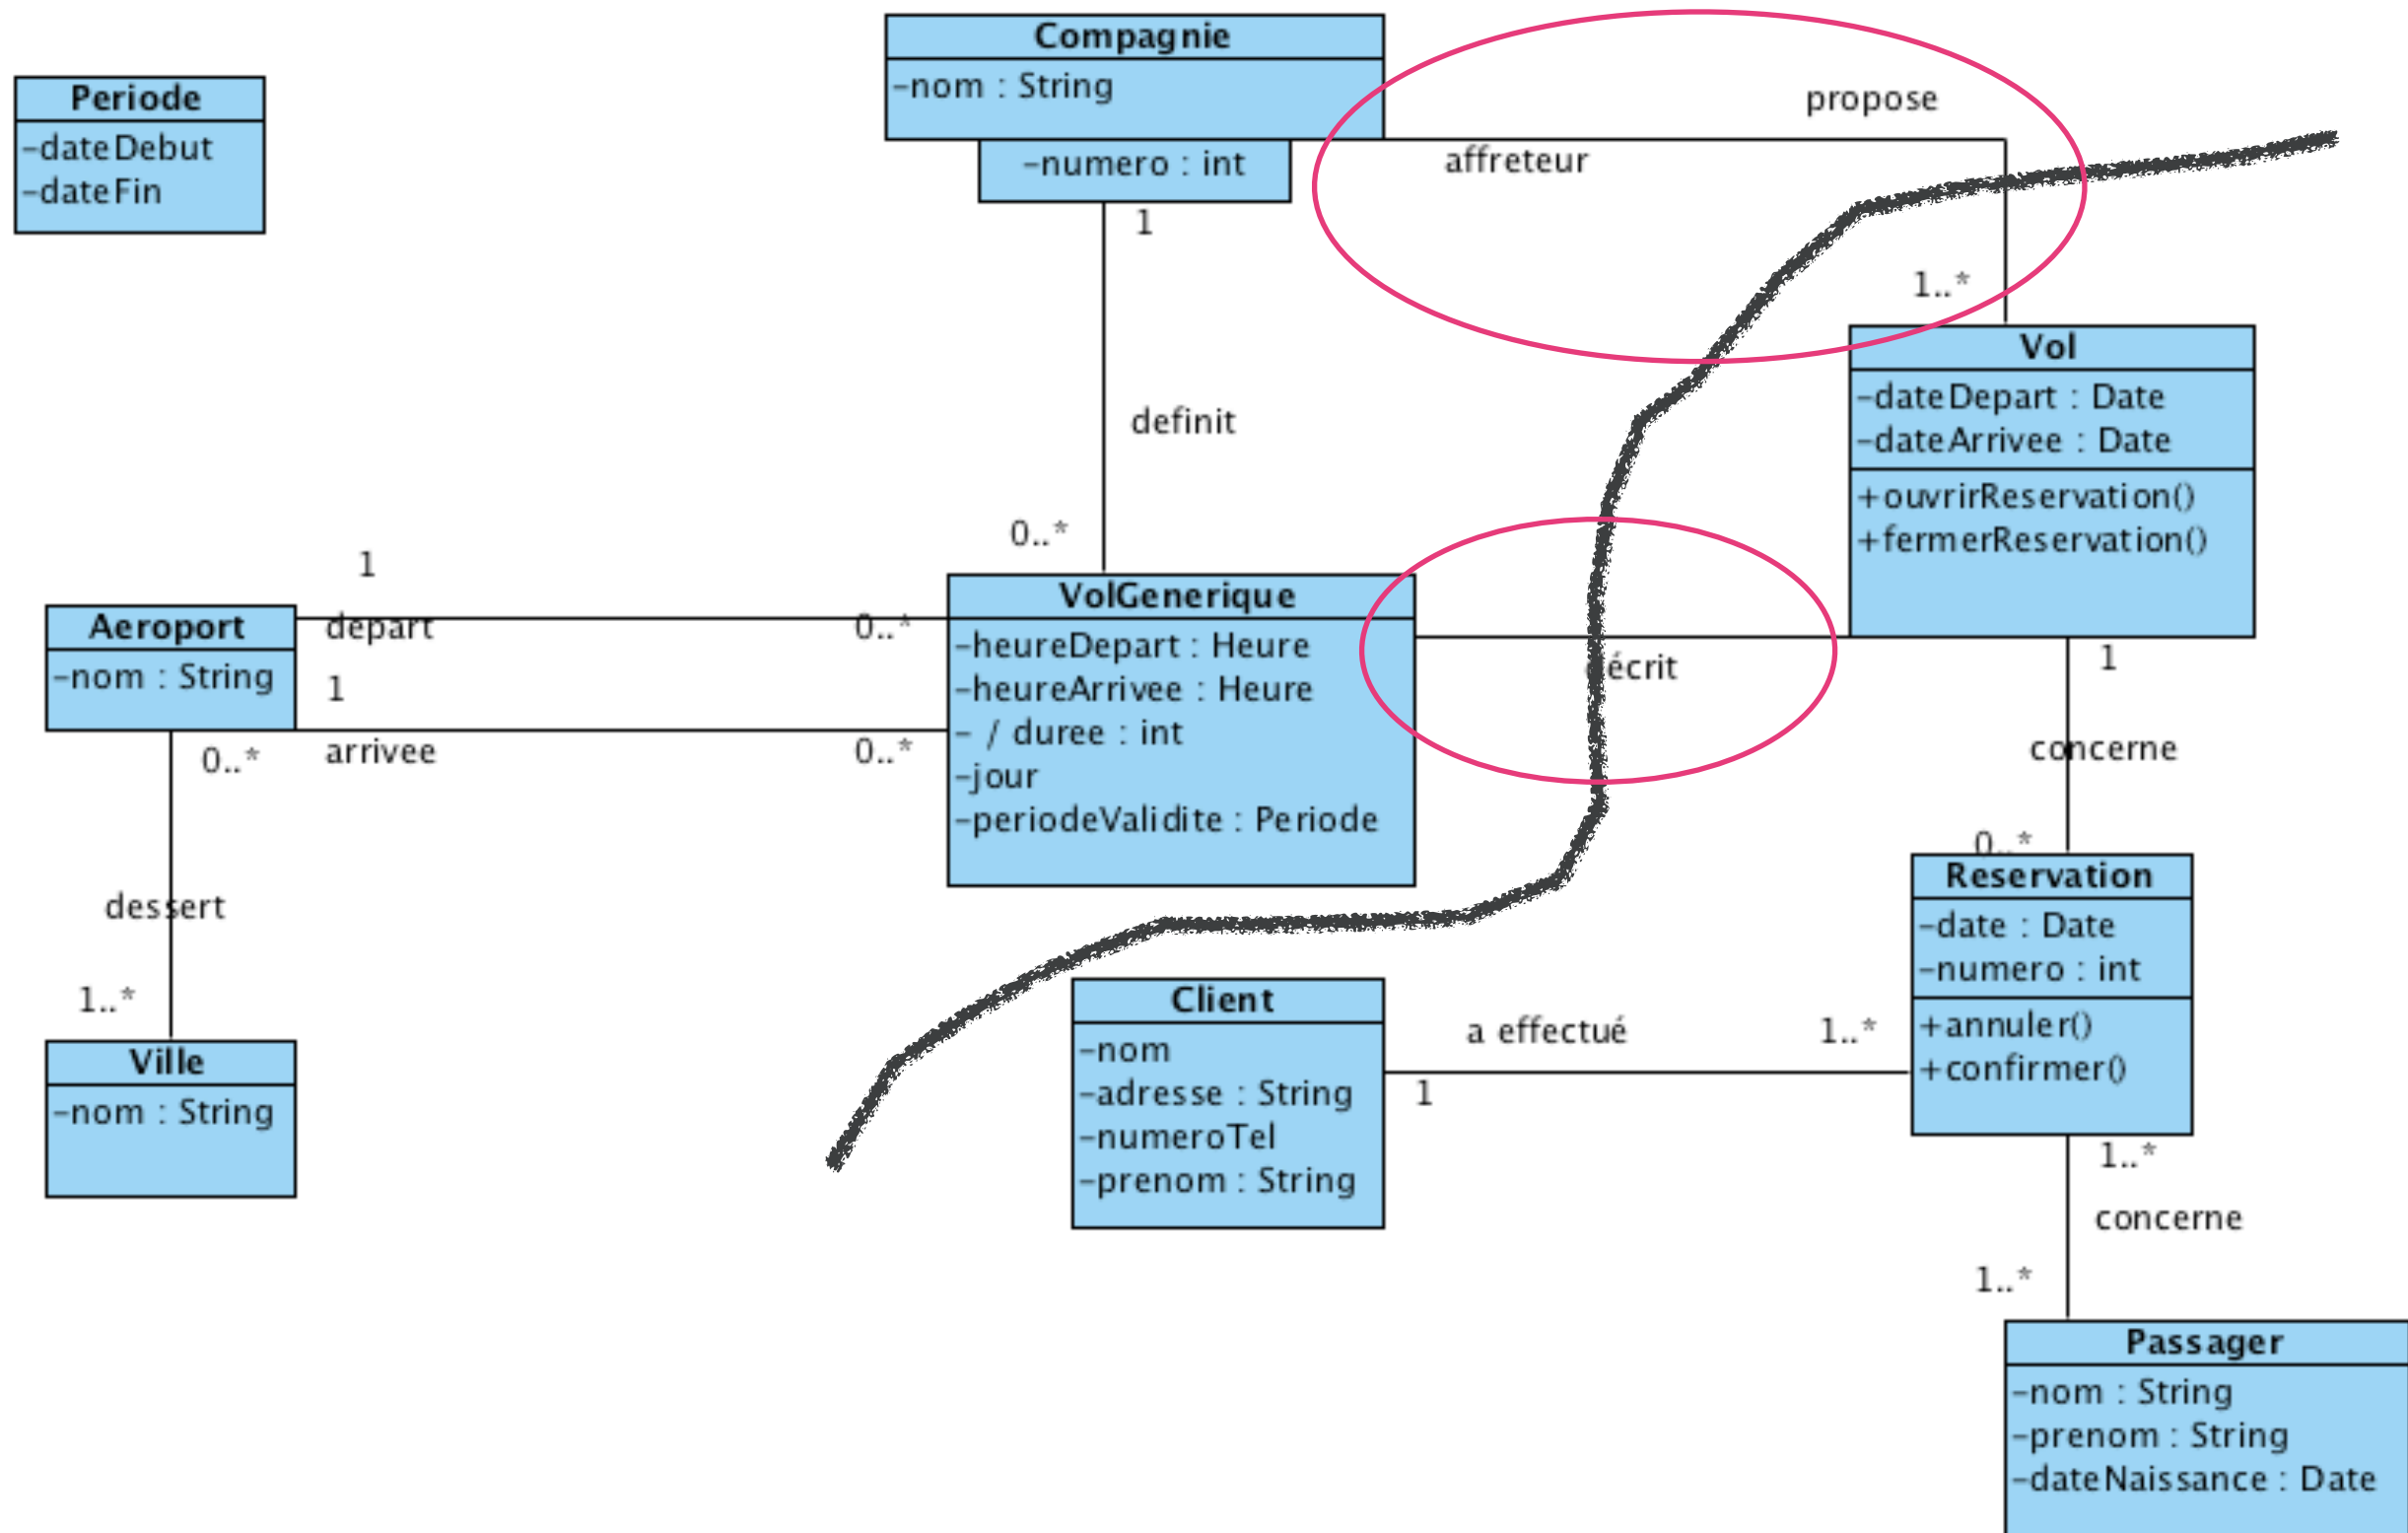 Compagnie
-nom : String
-numero : int
Periode
-dateDebut
-dateFin
propose
affreteur
1
1..*
definit
0..*
Vol
-dateDepart : Date
-dateArrivee : Date
+ouvrirReservation()
+fermerReservation()
1
depart
0..*
1
arrivee
0..*
Aeroport
-nom : String
VolGenerique
-heureDepart : Heure
-heureArrivee : Heure
- / duree : int
-jour
-periodeValidite : Periode
décrit
1
concerne
0..*
0..*
dessert
1..*
Ville
-nom : String
Reservation
-date : Date
-numero : int
+annuler()
+confirmer()
Client
-nom
-adresse : String
-numeroTel
-prenom : String
a effectué
1..*
1
1..*
concerne
1..*
Passager
-nom : String
-prenom : String
-dateNaissance : Date